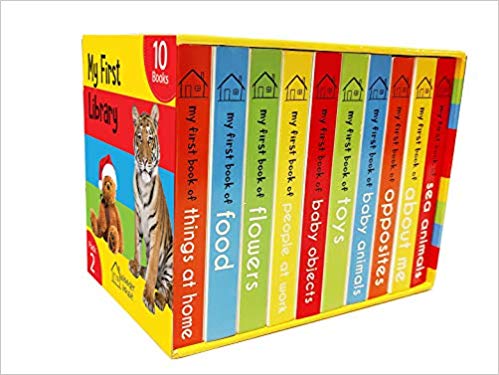 My First
Library
10
Books
PACK
2
wonder
house
my first book of things at home
my first book of food
my first book of flowers
my first book of people at work
my first book of baby objects
my first book of toys
my first book of baby animals
my first book of opposites
my first book of about me
my first book of sea animals